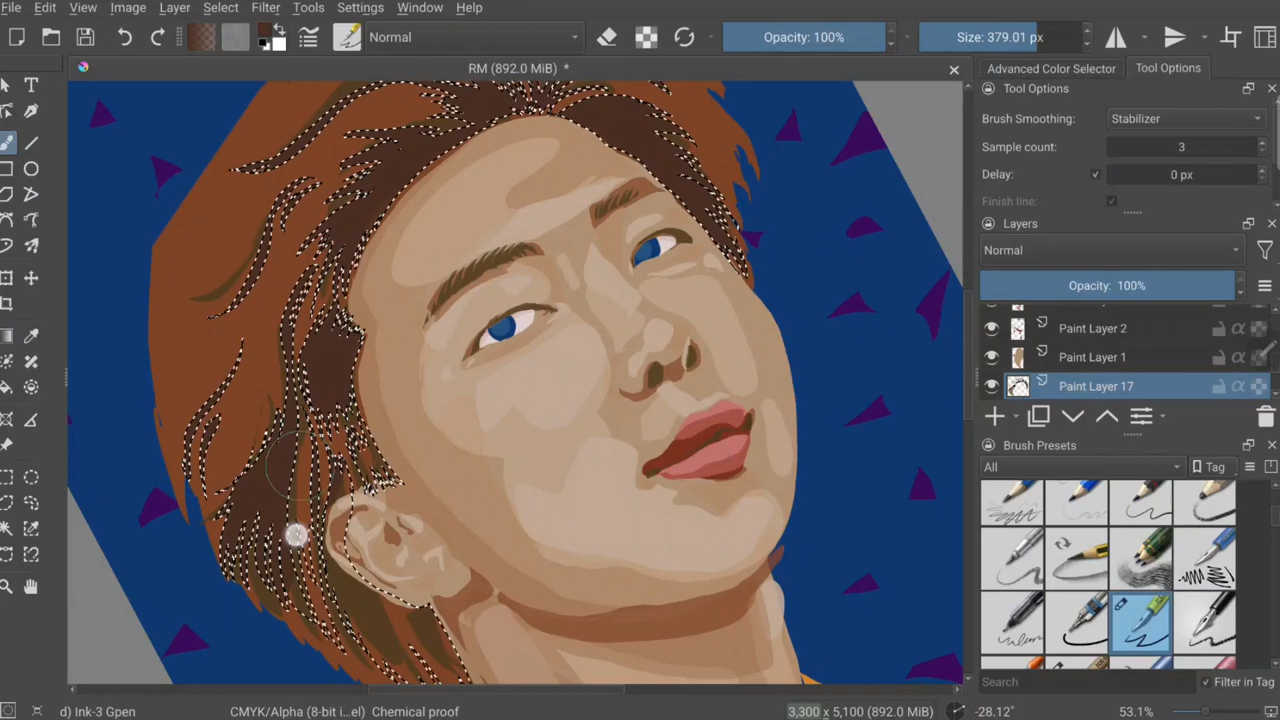 File Edit View Image Layer Select Filter Tools Settings Window Help
Normal Opacity: 100% Size: 379.01 px
RM (892.0 MiB) *
Advanced Color Selector Tool Options
Tool Options
Brush Smoothing: Stabilizer
Sample count: 3
Delay: 0 px
Finish line:
Layers
Normal
Opacity: 100%
Paint Layer 2
Paint Layer 1
Paint Layer 17
Brush Presets
All Tag
Search Filter in Tag
d) Ink-3 Gpen CMYK/Alpha (8-bit i...el) Chemical proof 3,300 x 5,100 (892.0 MiB) -28.12° 53.1%